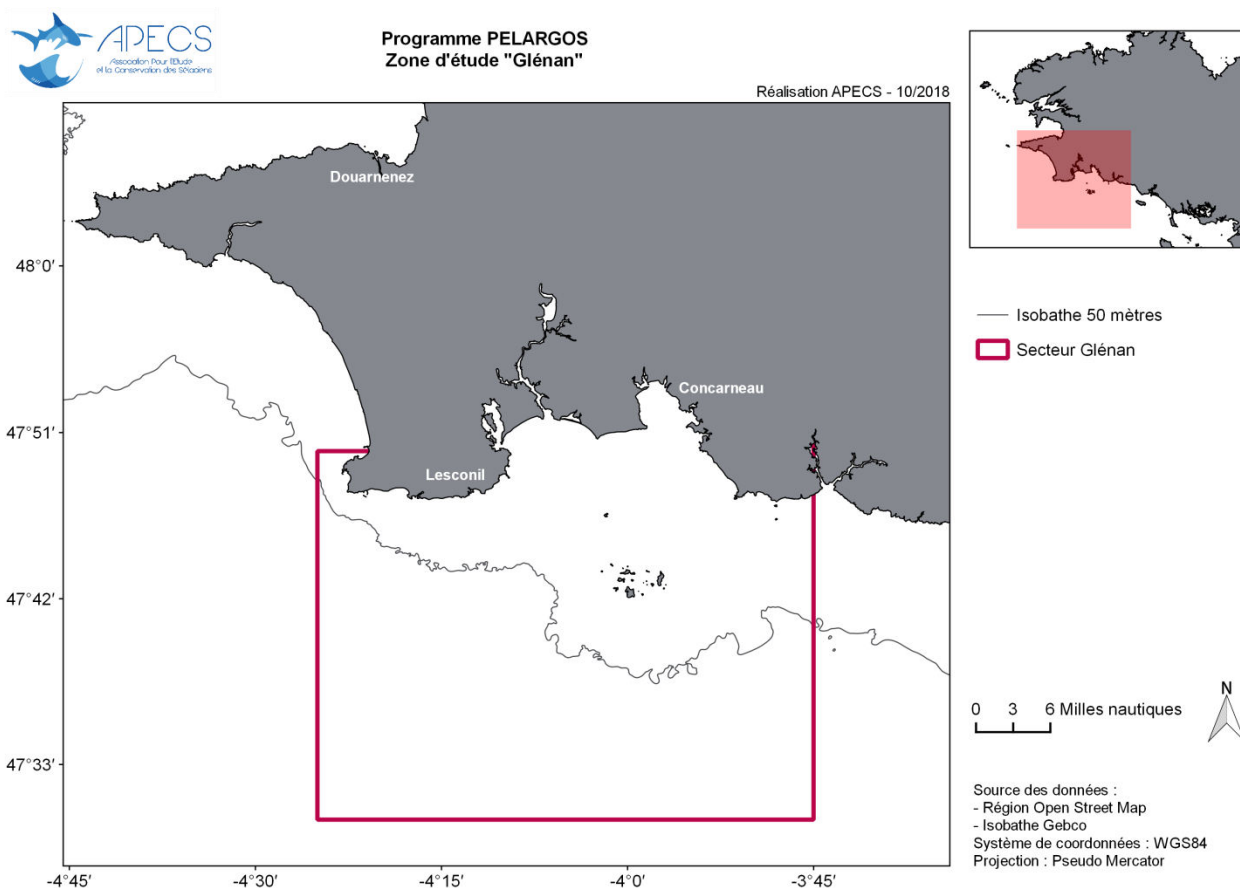 APECS
Association Pour l'Etude
et la Conservation des Sélaciens
Programme PELARGOS
Zone d'étude "Glénan"
Réalisation APECS - 10/2018
Douarnenez
48°0'
Isobathe 50 mètres
Secteur Glénan
Concarneau
47°51'
Lesconil
47°42'
N
0 3 6 Milles nautiques
47°33'
Source des données :
- Région Open Street Map
- Isobathe Gebco
Système de coordonnées : WGS84
Projection : Pseudo Mercator
-4°45' -4°30' -4°15' -4°0' -3°45'